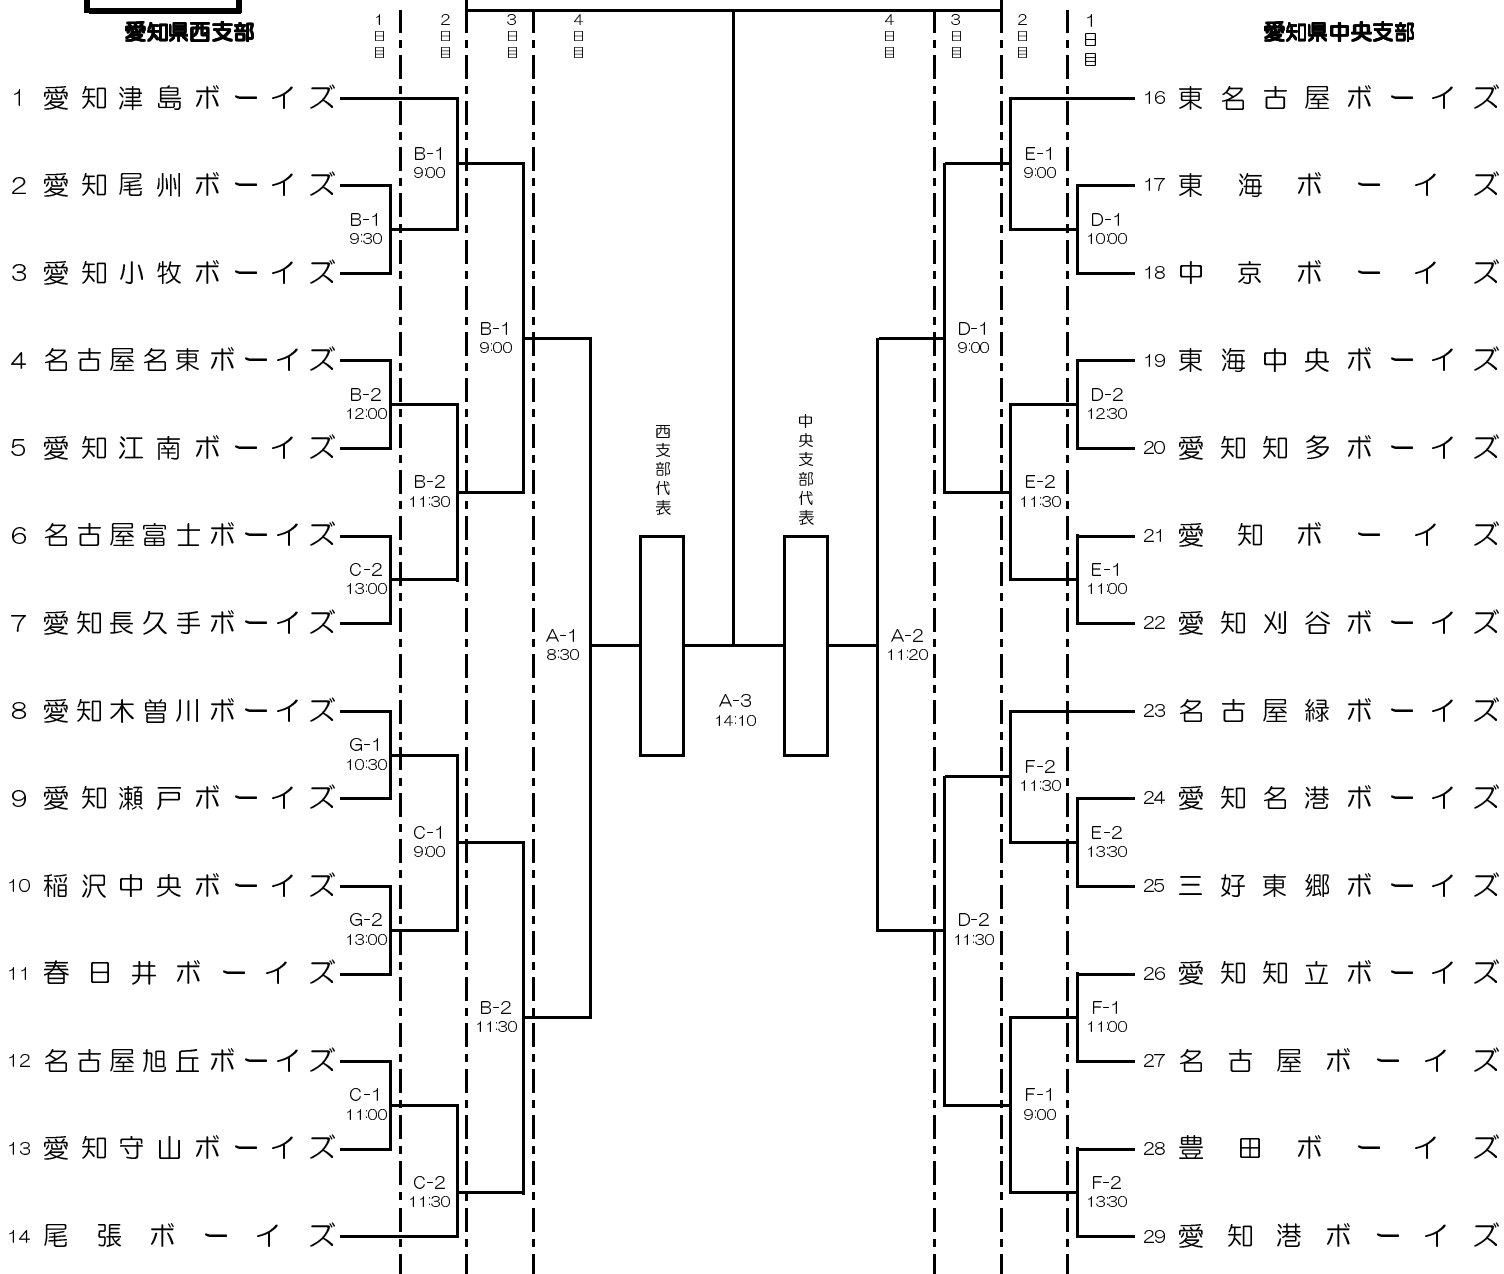 愛知県西支部
1日目
2日目
3日目
4日目
4日目
3日目
2日目
1日目
愛知県中央支部
1 愛知津島ボーイズ
2 愛知尾州ボーイズ
3 愛知小牧ボーイズ
4 名古屋名東ボーイズ
5 愛知江南ボーイズ
6 名古屋富士ボーイズ
7 愛知長久手ボーイズ
8 愛知木曽川ボーイズ
9 愛知瀬戸ボーイズ
10 稲沢中央ボーイズ
11 春日井ボーイズ
12 名古屋旭丘ボーイズ
13 愛知守山ボーイズ
14 尾張ボーイズ
B-1
9:30
B-2
12:00
C-2
13:00
G-1
10:30
G-2
13:00
C-1
11:00
B-1
9:00
B-2
11:30
C-1
9:00
C-2
11:30
B-1
9:00
B-2
11:30
A-1
8:30
西支部代表
A-3
14:10
中央支部代表
A-2
11:20
D-1
9:00
D-2
11:30
E-1
9:00
E-2
11:30
F-2
11:30
F-1
9:00
D-1
10:00
D-2
12:30
E-1
11:00
E-2
13:30
F-1
11:00
F-2
13:30
16 東名古屋ボーイズ
17 東海ボーイズ
18 中京ボーイズ
19 東海中央ボーイズ
20 愛知知多ボーイズ
21 愛知ボーイズ
22 愛知刈谷ボーイズ
23 名古屋緑ボーイズ
24 愛知名港ボーイズ
25 三好東郷ボーイズ
26 愛知知立ボーイズ
27 名古屋ボーイズ
28 豊田ボーイズ
29 愛知港ボーイズ